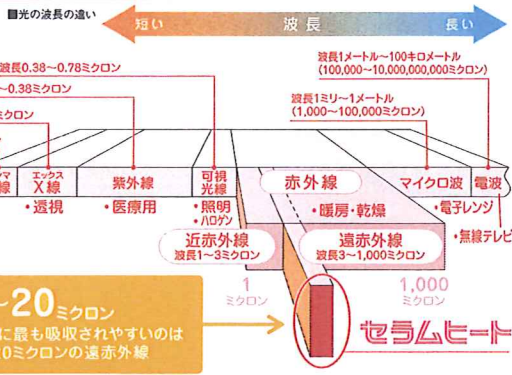 ■光の波長の違い
短い 波長 長い
波長0.38～0.78ミクロン
～0.38ミクロン
ミクロン
波長1メートル～100キロメートル
(100,000～10,000,000,000ミクロン)
波長1ミリ～1メートル
(1,000～100,000ミクロン)
マ線
エックス
X線
紫外線
可視光線
赤外線
マイクロ波
電波
・透視
・医療用
・照明
・ハロゲン
・暖房・乾燥
・電子レンジ
・無線テレビ
近赤外線
波長1～3ミクロン
遠赤外線
波長3～1,000ミクロン
1
ミクロン
1,000
ミクロン
～20ミクロン
に最も吸収されやすいのは
20ミクロンの遠赤外線
セラムヒート